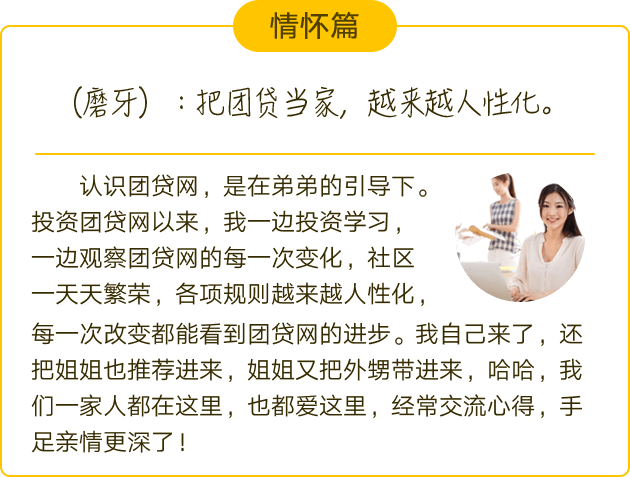 情怀篇
（磨牙）：把团贷当家，越来越人性化。
认识团贷网，是在弟弟的引导下。
投资团贷网以来，我一边投资学习，
一边观察团贷网的每一次变化，社区
一天天繁荣，各项规则越来越人性化，
每一次改变都能看到团贷网的进步。我自己来了，还
把姐姐也推荐进来，姐姐又把外甥带进来，哈哈，我
们一家人都在这里，也都爱这里，经常交流心得，手
足亲情更深了！